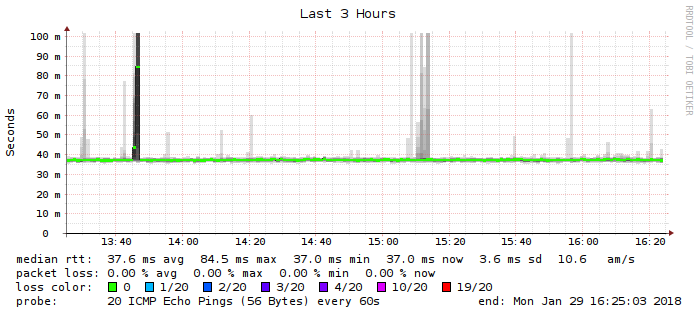 Last 3 Hours
RRDTOOL / TOBI OETIKER
Seconds
100 m
90 m
80 m
70 m
60 m
50 m
40 m
30 m
20 m
10 m
0
13:40 14:00 14:20 14:40 15:00 15:20 15:40 16:00 16:20
median rtt: 37.6 ms avg 84.5 ms max 37.0 ms min 37.0 ms now 3.6 ms sd 10.6 am/s
packet loss: 0.00 % avg 0.00 % max 0.00 % min 0.00 % now
loss color: 0 1/20 2/20 3/20 4/20 10/20 19/20
probe: 20 ICMP Echo Pings (56 Bytes) every 60s end: Mon Jan 29 16:25:03 2018